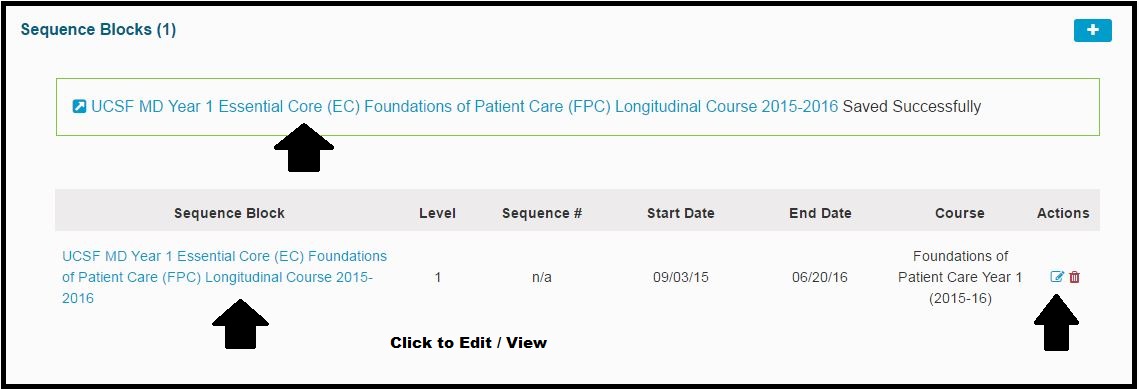 Sequence Blocks (1)
UCSF MD Year 1 Essential Core (EC) Foundations of Patient Care (FPC) Longitudinal Course 2015-2016 Saved Successfully
Sequence Block Level Sequence # Start Date End Date Course Actions
UCSF MD Year 1 Essential Core (EC) Foundations
of Patient Care (FPC) Longitudinal Course 2015-
2016
1 n/a 09/03/15 06/20/16
Foundations of
Patient Care Year 1
(2015-16)
Click to Edit / View